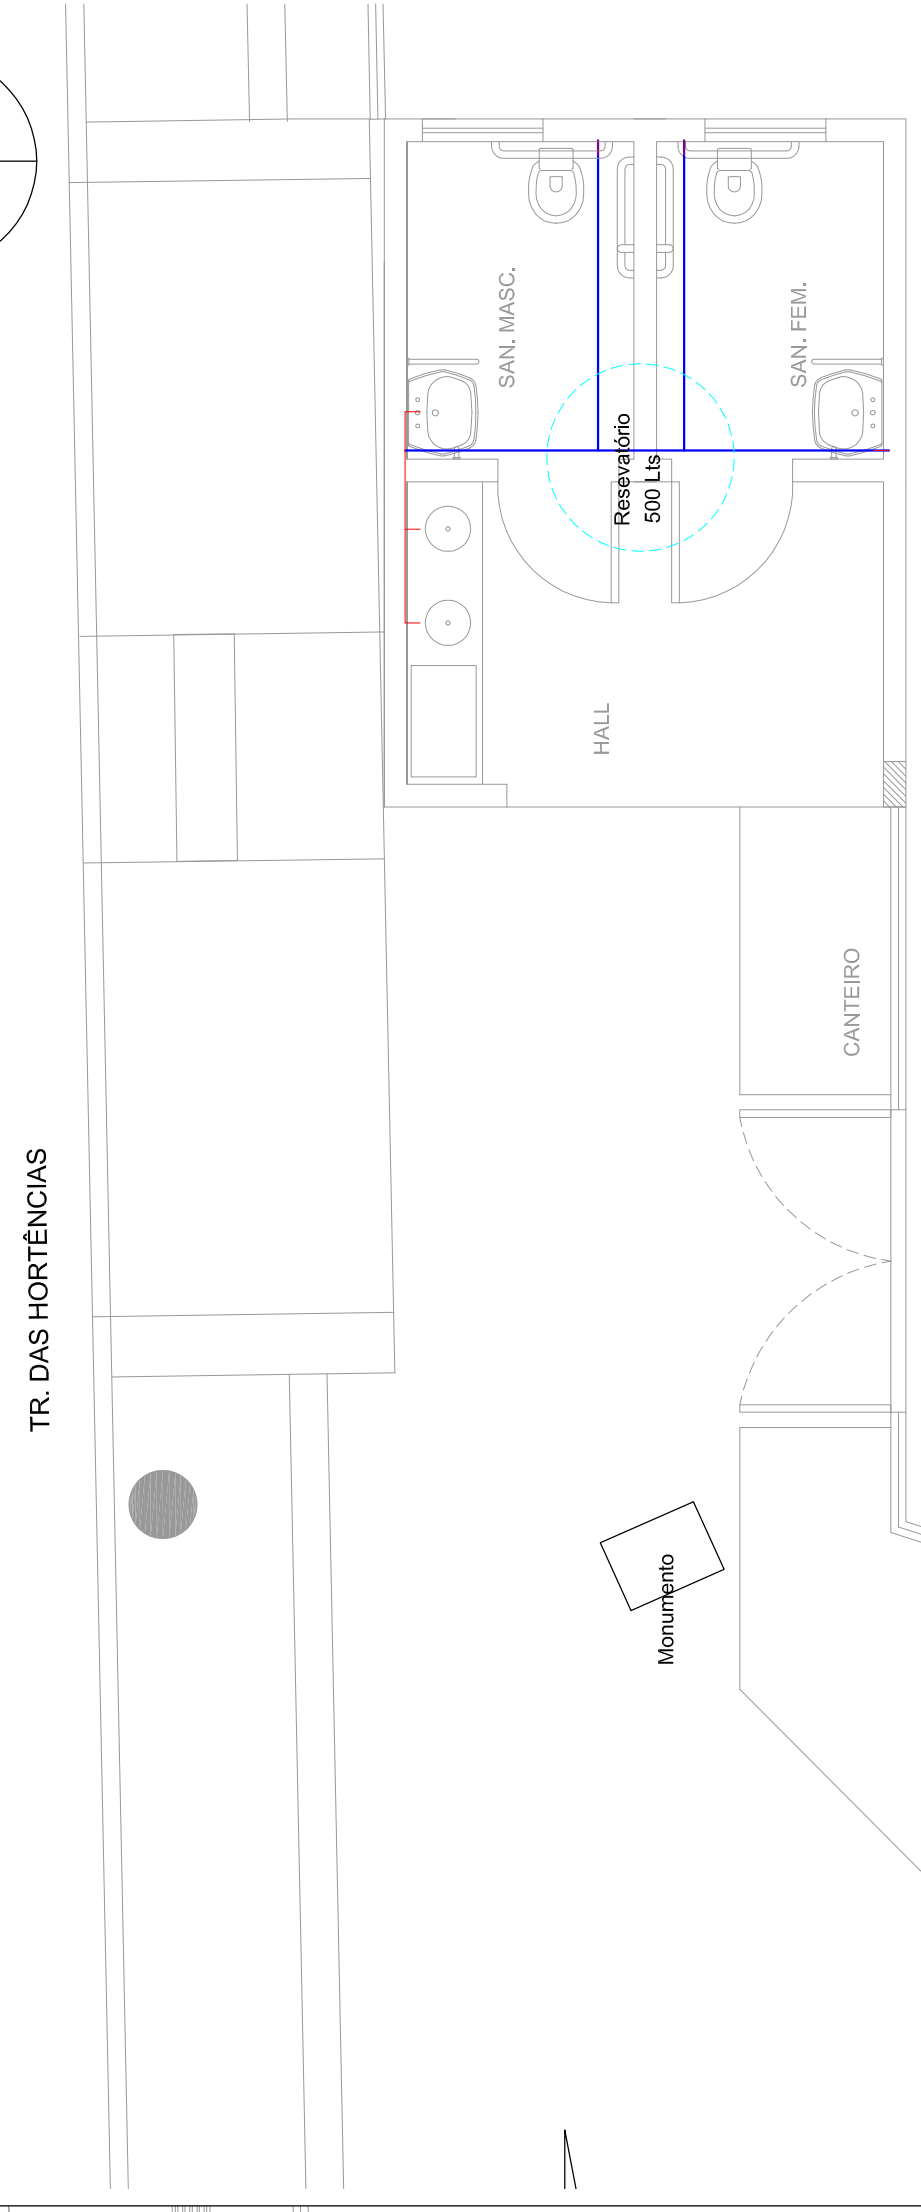 SAN. MASC.
SAN. FEM.
Resevatório
500 Lts
HALL
CANTEIRO
TR. DAS HORTÊNCIAS
Monumento